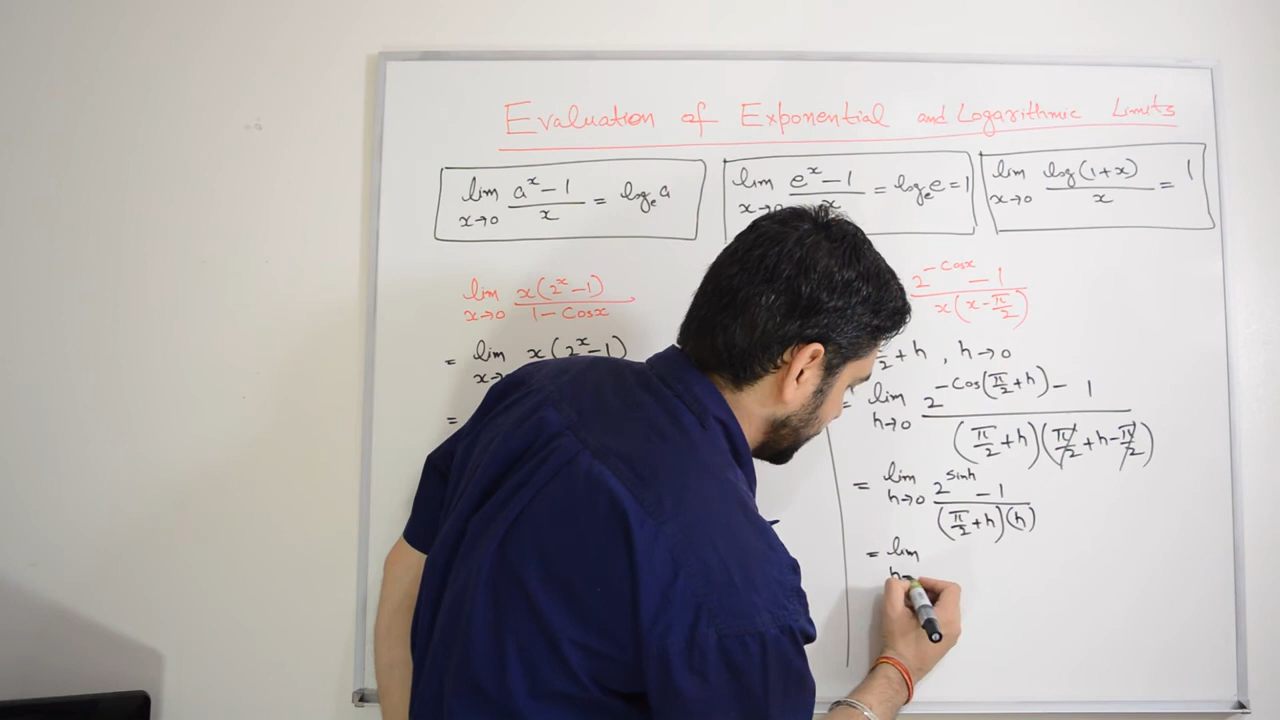 Evaluation of Exponential and Logarithmic Limits
lim x→0 (a^x − 1)/x = log_e a
lim x→0 (e^x − 1)/x = log_e e = 1
lim x→0 log(1+x)/x = 1
lim x→0 x(2^x − 1)/(1 − Cosx)
= lim x→ x(2^x − 1)
=
2^(−Cosx) − 1/(x(x − π/2))
/2 + h , h→0
= lim h→0 (2^(−Cos(π/2 + h)) − 1)/((π/2 + h)(π/2 + h − π/2))
= lim h→0 (2^(sinh) − 1)/((π/2 + h)(h))
= lim h→